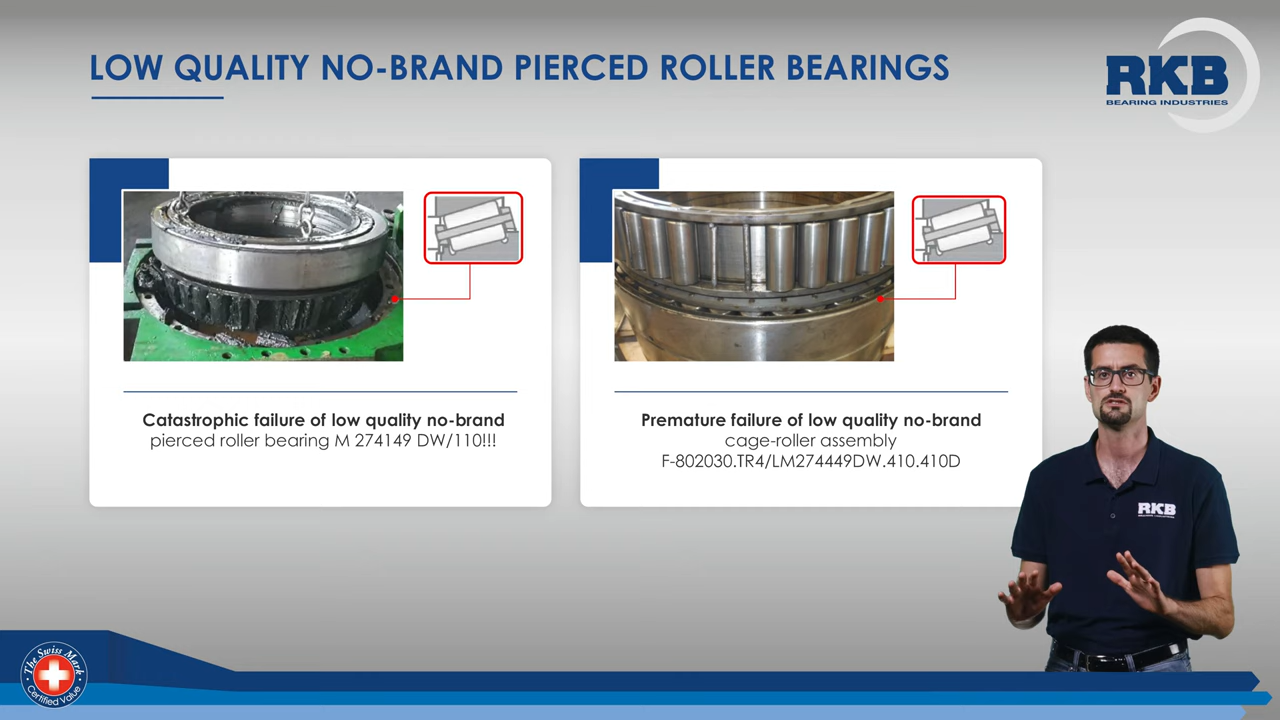 LOW QUALITY NO-BRAND PIERCED ROLLER BEARINGS
RKB
BEARING INDUSTRIES
Catastrophic failure of low quality no-brand
pierced roller bearing M 274149 DW/110!!!
Premature failure of low quality no-brand
cage-roller assembly
F-802030.TR4/LM274449DW.410.410D
RKB
The Swiss Mark
Certified Value